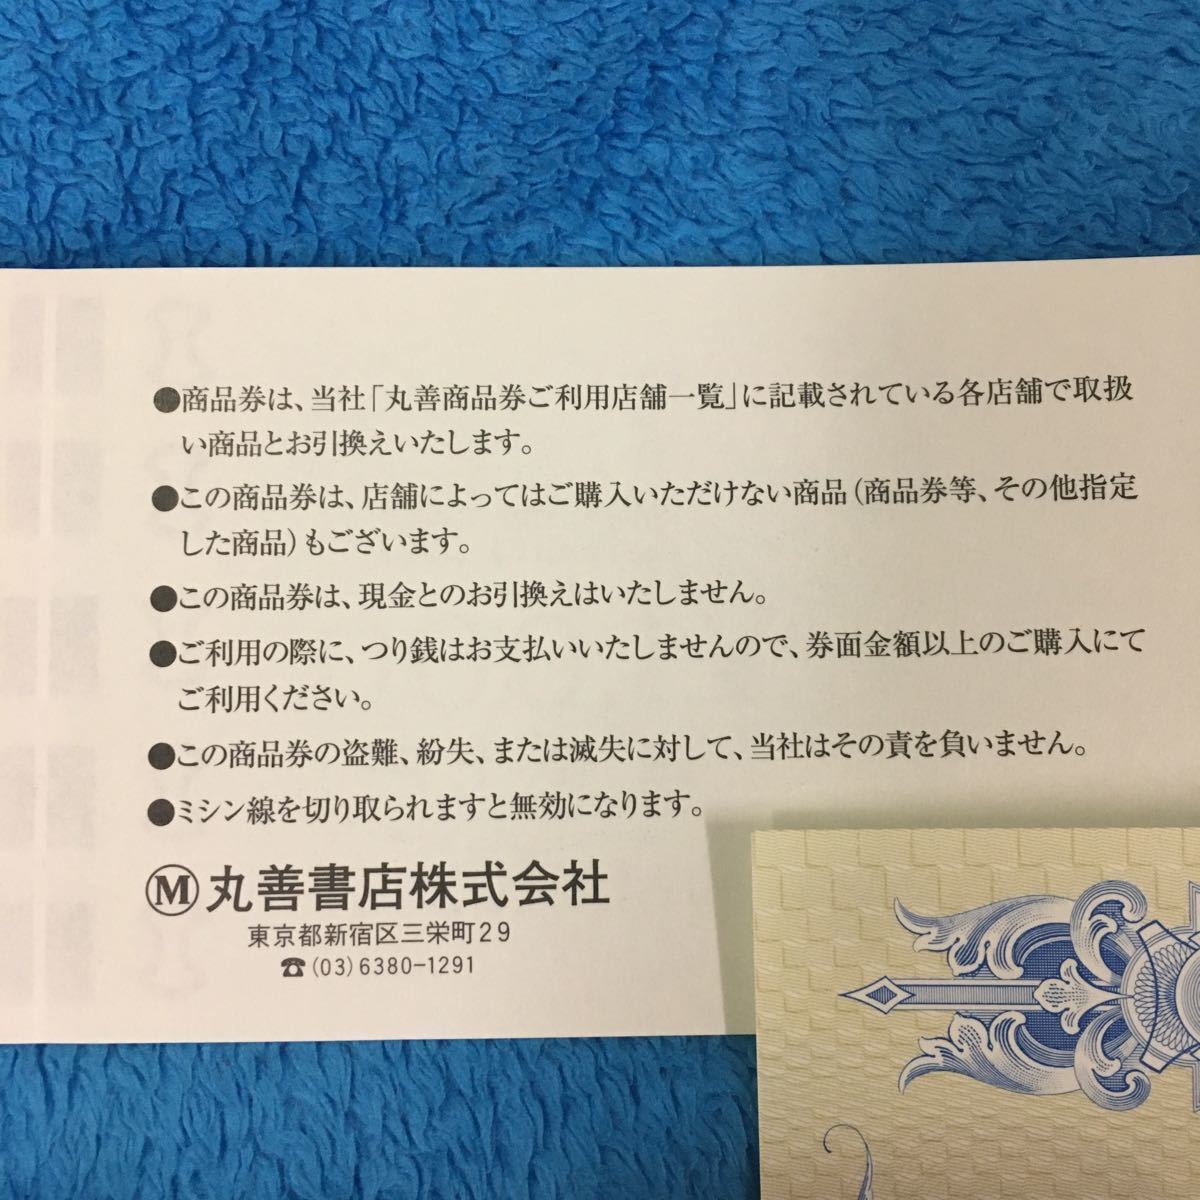 ●商品券は、当社「丸善商品券ご利用店舗一覧」に記載されている各店舗で取扱
い商品とお引換えいたします。
●この商品券は、店舗によってはご購入いただけない商品(商品券等、その他指定
した商品)もございます。
●この商品券は、現金とのお引換えはいたしません。
●ご利用の際に、つり銭はお支払いいたしませんので、券面金額以上のご購入にて
ご利用ください。
●この商品券の盗難、紛失、または滅失に対して、当社はその責を負いません。
●ミシン線を切り取られますと無効になります。
Ⓜ丸善書店株式会社
東京都新宿区三栄町29
☎(03)6380-1291